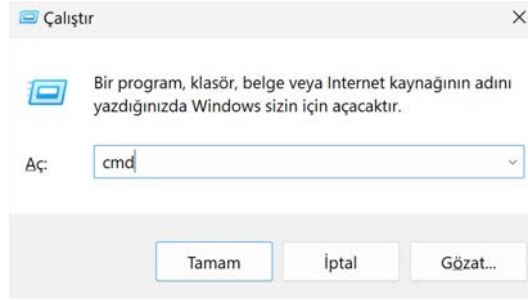 Çalıştır
Bir program, klasör, belge veya Internet kaynağının adını
yazdığınızda Windows sizin için açacaktır.
Aç:
cmd
Tamam
İptal
Gözat...